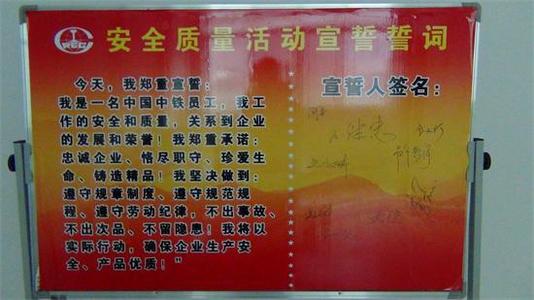 安全质量活动宣誓誓词
今天，我郑重宣誓：
我是一名中国中铁员工，我工
作的安全和质量，关系到企业
的发展和荣誉！我郑重承诺：
忠诚企业、恪尽职守、珍爱生
命、铸造精品！我坚决做到：
遵守规章制度、遵守规范规
程、遵守劳动纪律，不出事故、
不出次品、不留隐患！我将以
实际行动，确保企业生产安
全、产品优质！"
宣誓人签名：